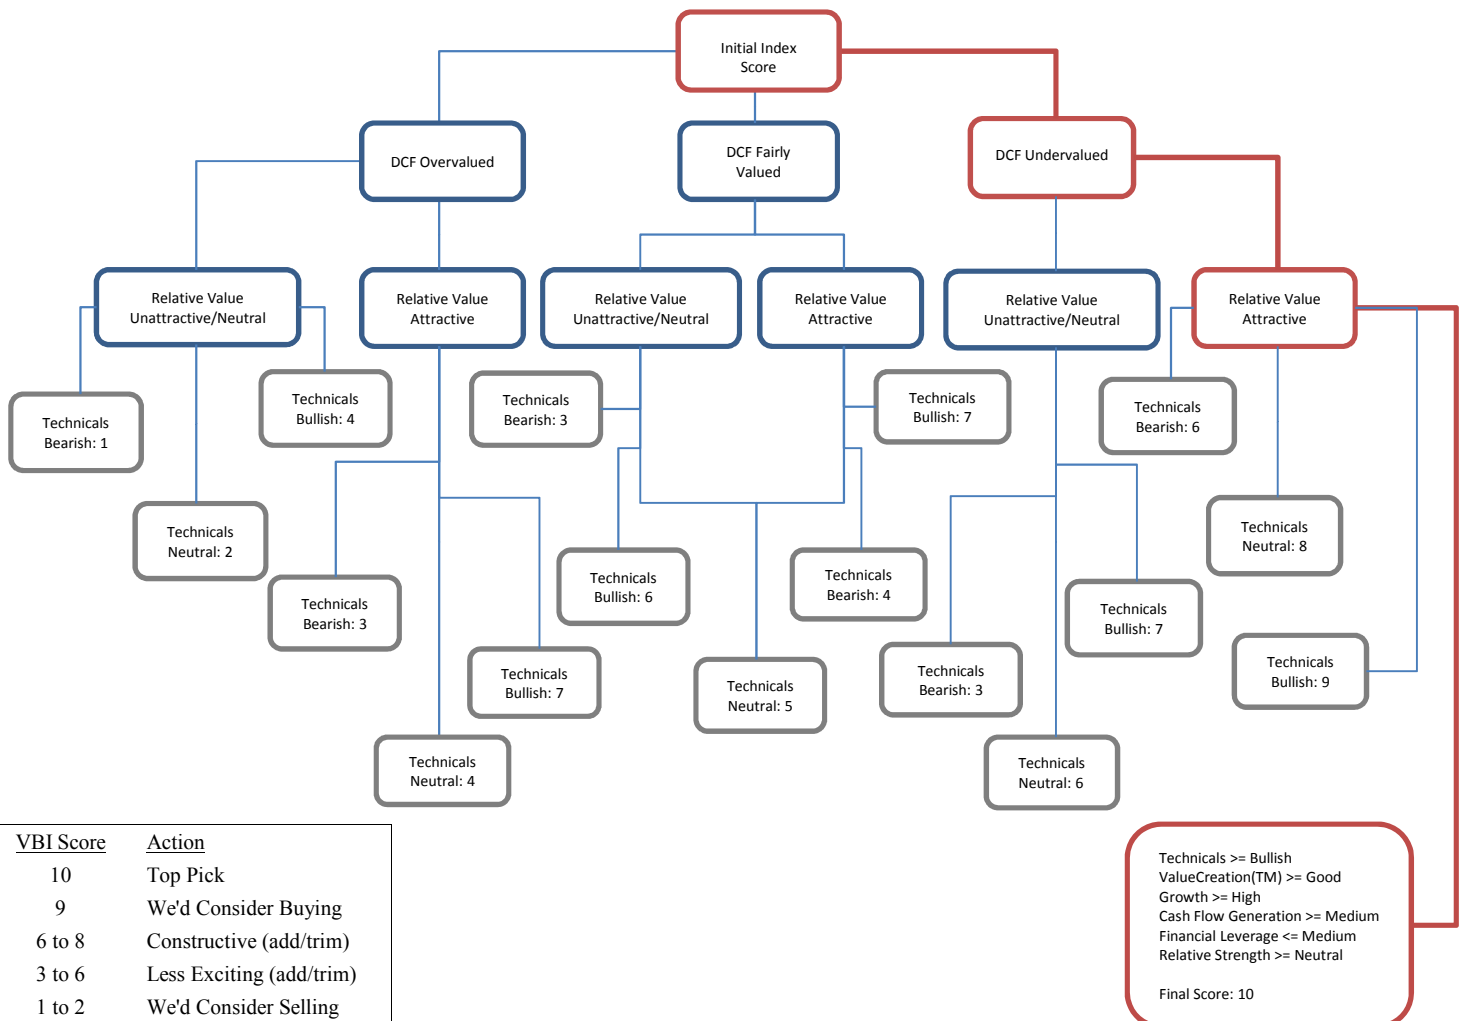 Initial Index
Score
DCF Overvalued
DCF Fairly
Valued
DCF Undervalued
Relative Value
Unattractive/Neutral
Relative Value
Attractive
Relative Value
Unattractive/Neutral
Relative Value
Attractive
Relative Value
Unattractive/Neutral
Relative Value
Attractive
Technicals
Bearish: 1
Technicals
Bullish: 4
Technicals
Bearish: 3
Technicals
Bullish: 7
Technicals
Bearish: 6
Technicals
Neutral: 2
Technicals
Neutral: 8
Technicals
Bearish: 3
Technicals
Bullish: 6
Technicals
Bearish: 4
Technicals
Bullish: 7
Technicals
Bullish: 7
Technicals
Neutral: 5
Technicals
Bearish: 3
Technicals
Bullish: 9
Technicals
Neutral: 4
Technicals
Neutral: 6
VBI Score Action
10 Top Pick
9 We'd Consider Buying
6 to 8 Constructive (add/trim)
3 to 6 Less Exciting (add/trim)
1 to 2 We'd Consider Selling
Technicals >= Bullish
ValueCreation(TM) >= Good
Growth >= High
Cash Flow Generation >= Medium
Financial Leverage <= Medium
Relative Strength >= Neutral
Final Score: 10